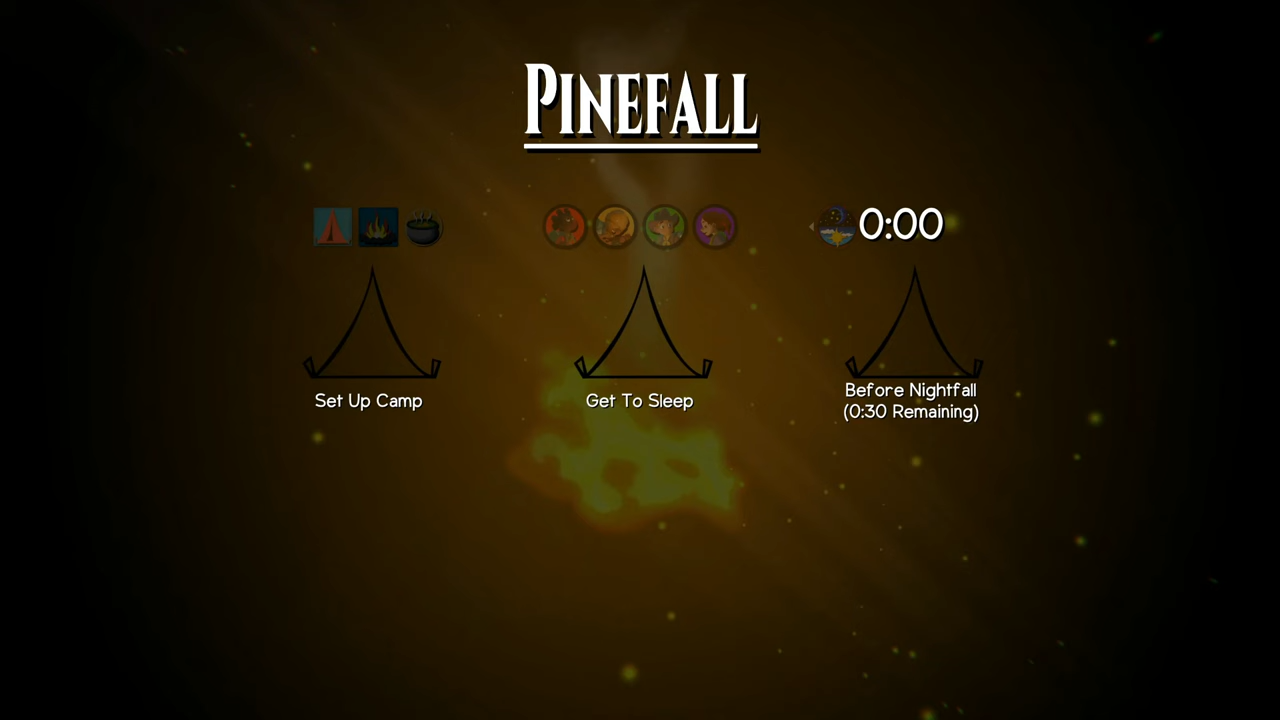 PINEFALL
0:00
Set Up Camp
Get To Sleep
Before Nightfall
(0:30 Remaining)